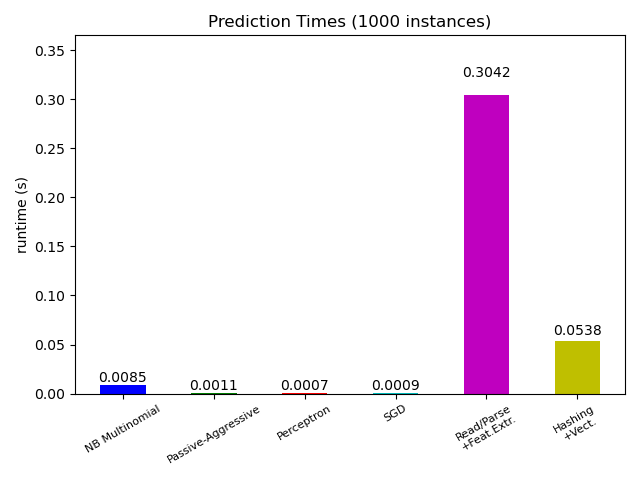 Prediction Times (1000 instances)
runtime (s)
0.35
0.30
0.25
0.20
0.15
0.10
0.05
0.00
0.0085
0.0011
0.0007
0.0009
0.3042
0.0538
NB Multinomial
Passive-Aggressive
Perceptron
SGD
Read/Parse
+Feat.Extr.
Hashing
+Vect.